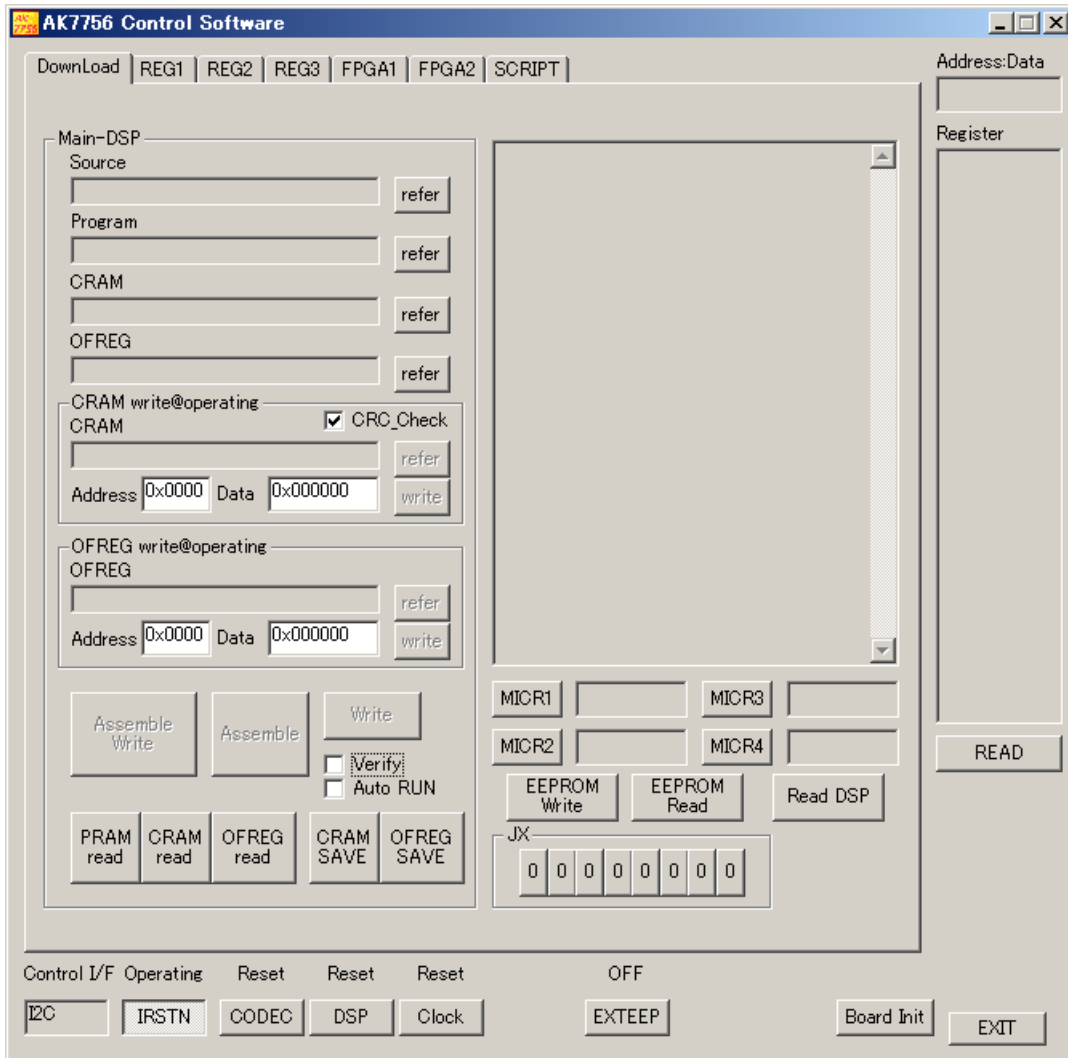 AK7756 Control Software
DownLoad REG1 REG2 REG3 FPGA1 FPGA2 SCRIPT
Address:Data
Register
Main-DSP
Source
refer
Program
refer
CRAM
refer
OFREG
refer
CRAM write@operating
CRAM
CRC_Check
refer
Address 0x0000 Data 0x000000 write
OFREG write@operating
OFREG
refer
Address 0x0000 Data 0x000000 write
Assemble
Write
Assemble
Write
Verify
Auto RUN
PRAM
read
CRAM
read
OFREG
read
CRAM
SAVE
OFREG
SAVE
MICR1 MICR3
MICR2 MICR4
EEPROM
Write
EEPROM
Read
Read DSP
JX
0 0 0 0 0 0 0 0
READ
Control I/F Operating Reset Reset Reset OFF
I2C IRSTN CODEC DSP Clock EXTEEP Board Init EXIT